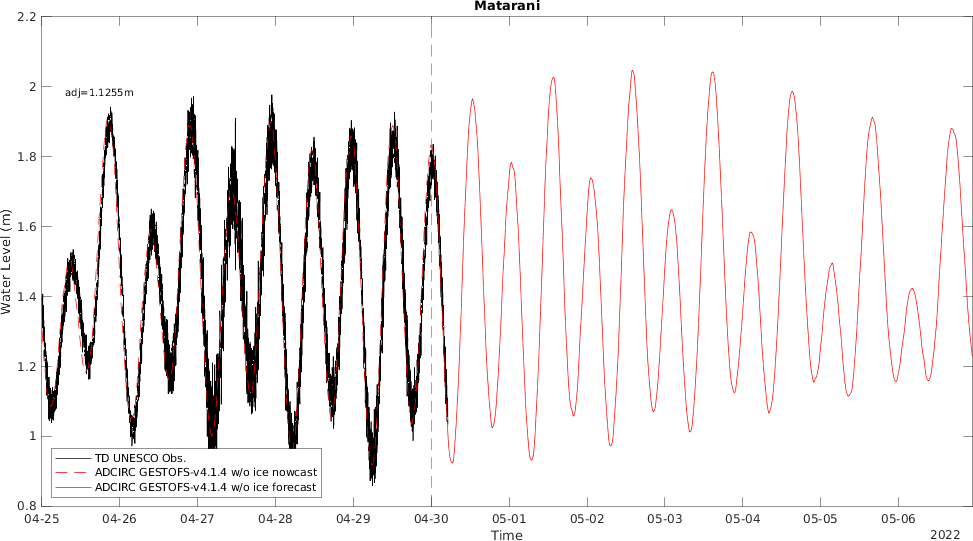 Matarani
2.2
2
1.8
1.6
1.4
1.2
1
0.8
Water Level (m)
adj=1.1255m
TD UNESCO Obs.
ADCIRC GESTOFS-v4.1.4 w/o ice nowcast
ADCIRC GESTOFS-v4.1.4 w/o ice forecast
04-25 04-26 04-27 04-28 04-29 04-30 05-01 05-02 05-03 05-04 05-05 05-06
Time
2022